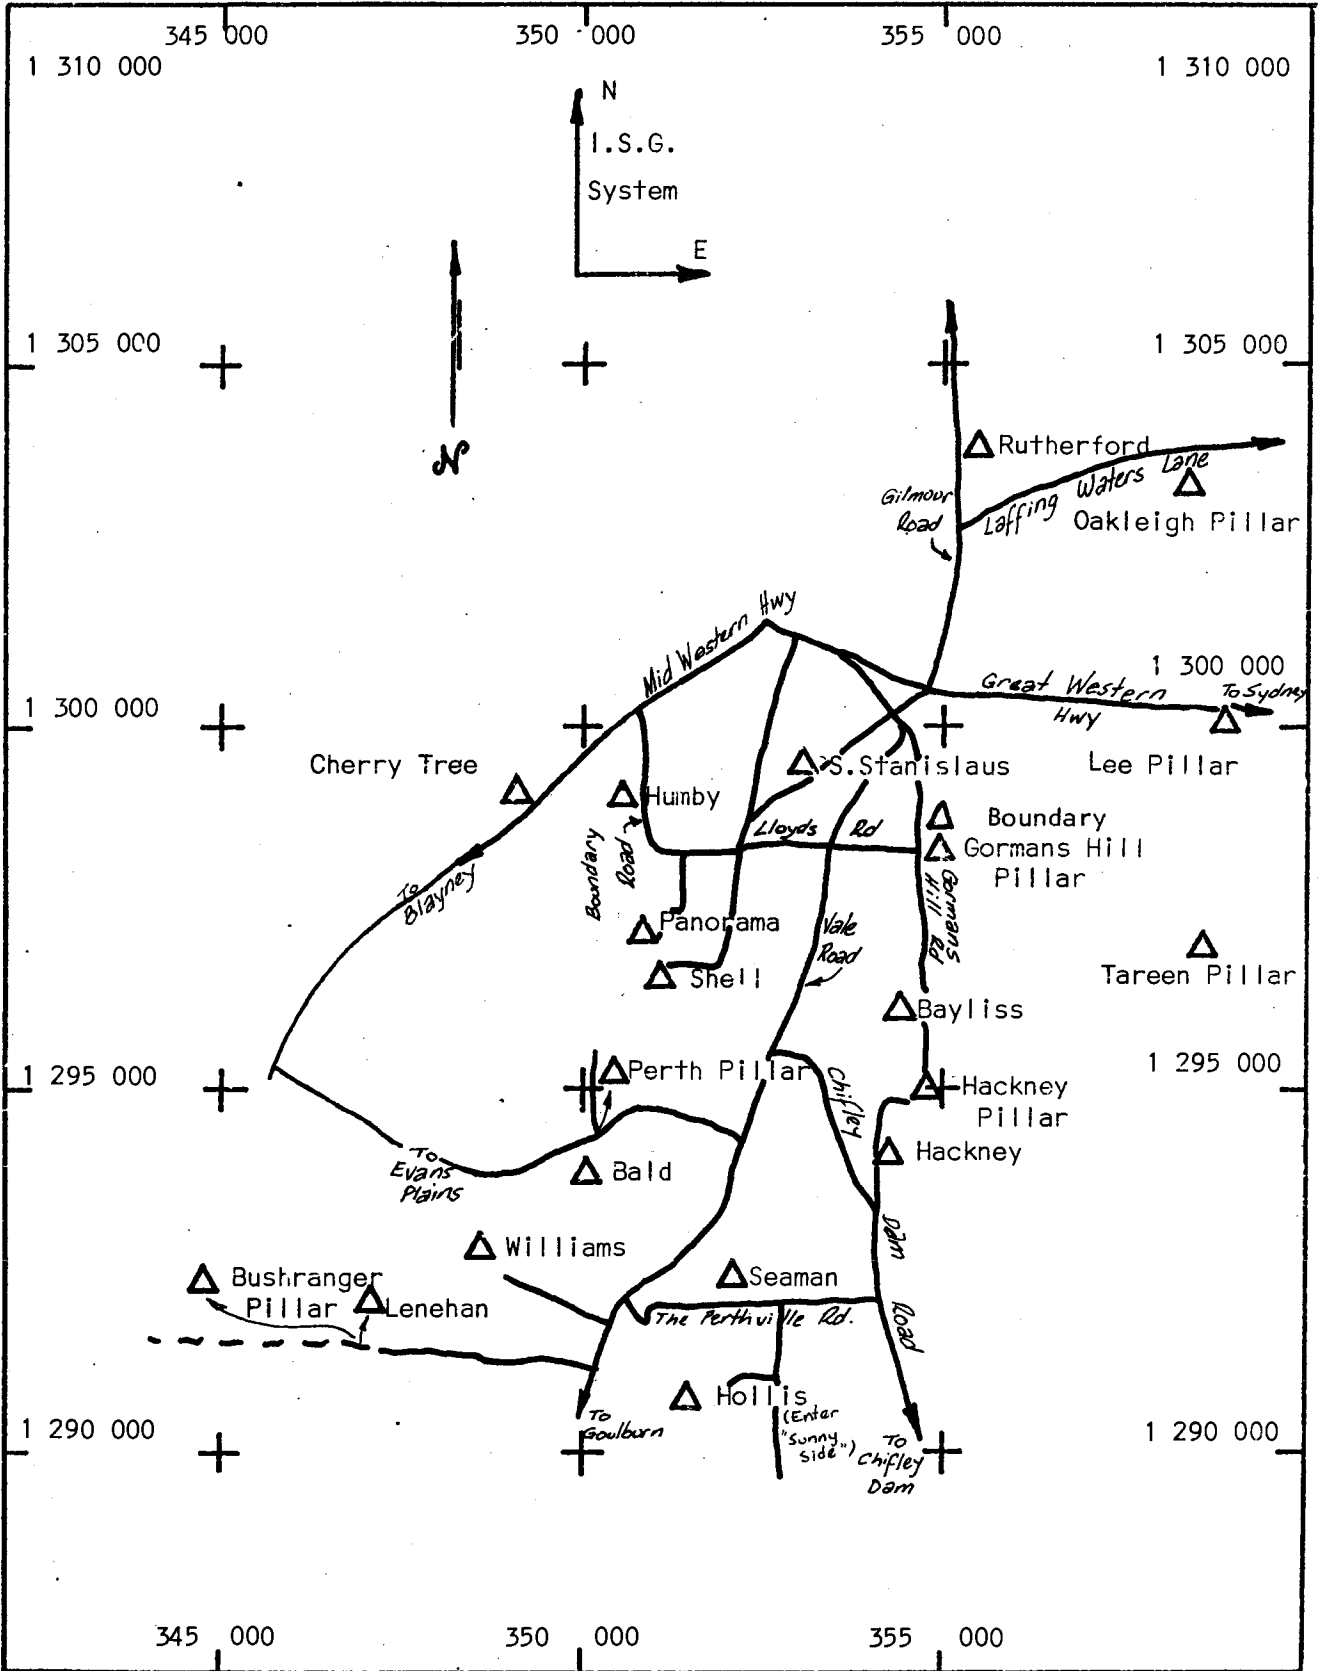 345 000
350 000
355 000
1 310 000
1 310 000
N
I.S.G.
System
E
1 305 000
1 305 000
N
Rutherford
Gilmour
Road
Laffing Waters Lane
Oakleigh Pillar
Mid Western Hwy
1 300 000
1 300 000
Great Western
Hwy
To Sydney
Cherry Tree
S.Stanislaus
Lee Pillar
Humby
Boundary
Road
Lloyds Rd
Boundary
Gormans Hill
Pillar
To
Blayney
Gormans
Hill Rd
Panorama
Vale
Road
Shell
Tareen Pillar
Bayliss
1 295 000
1 295 000
Perth Pillar
Chifley
Hackney
Pillar
To
Evans
Plains
Bald
Hackney
Williams
Dam
Road
Bushranger
Pillar
Lenehan
Seaman
The Perthville Rd.
Hollis
(Enter
"Sunny
side")
To
Goulburn
To
Chifley
Dam
1 290 000
1 290 000
345 000
350 000
355 000